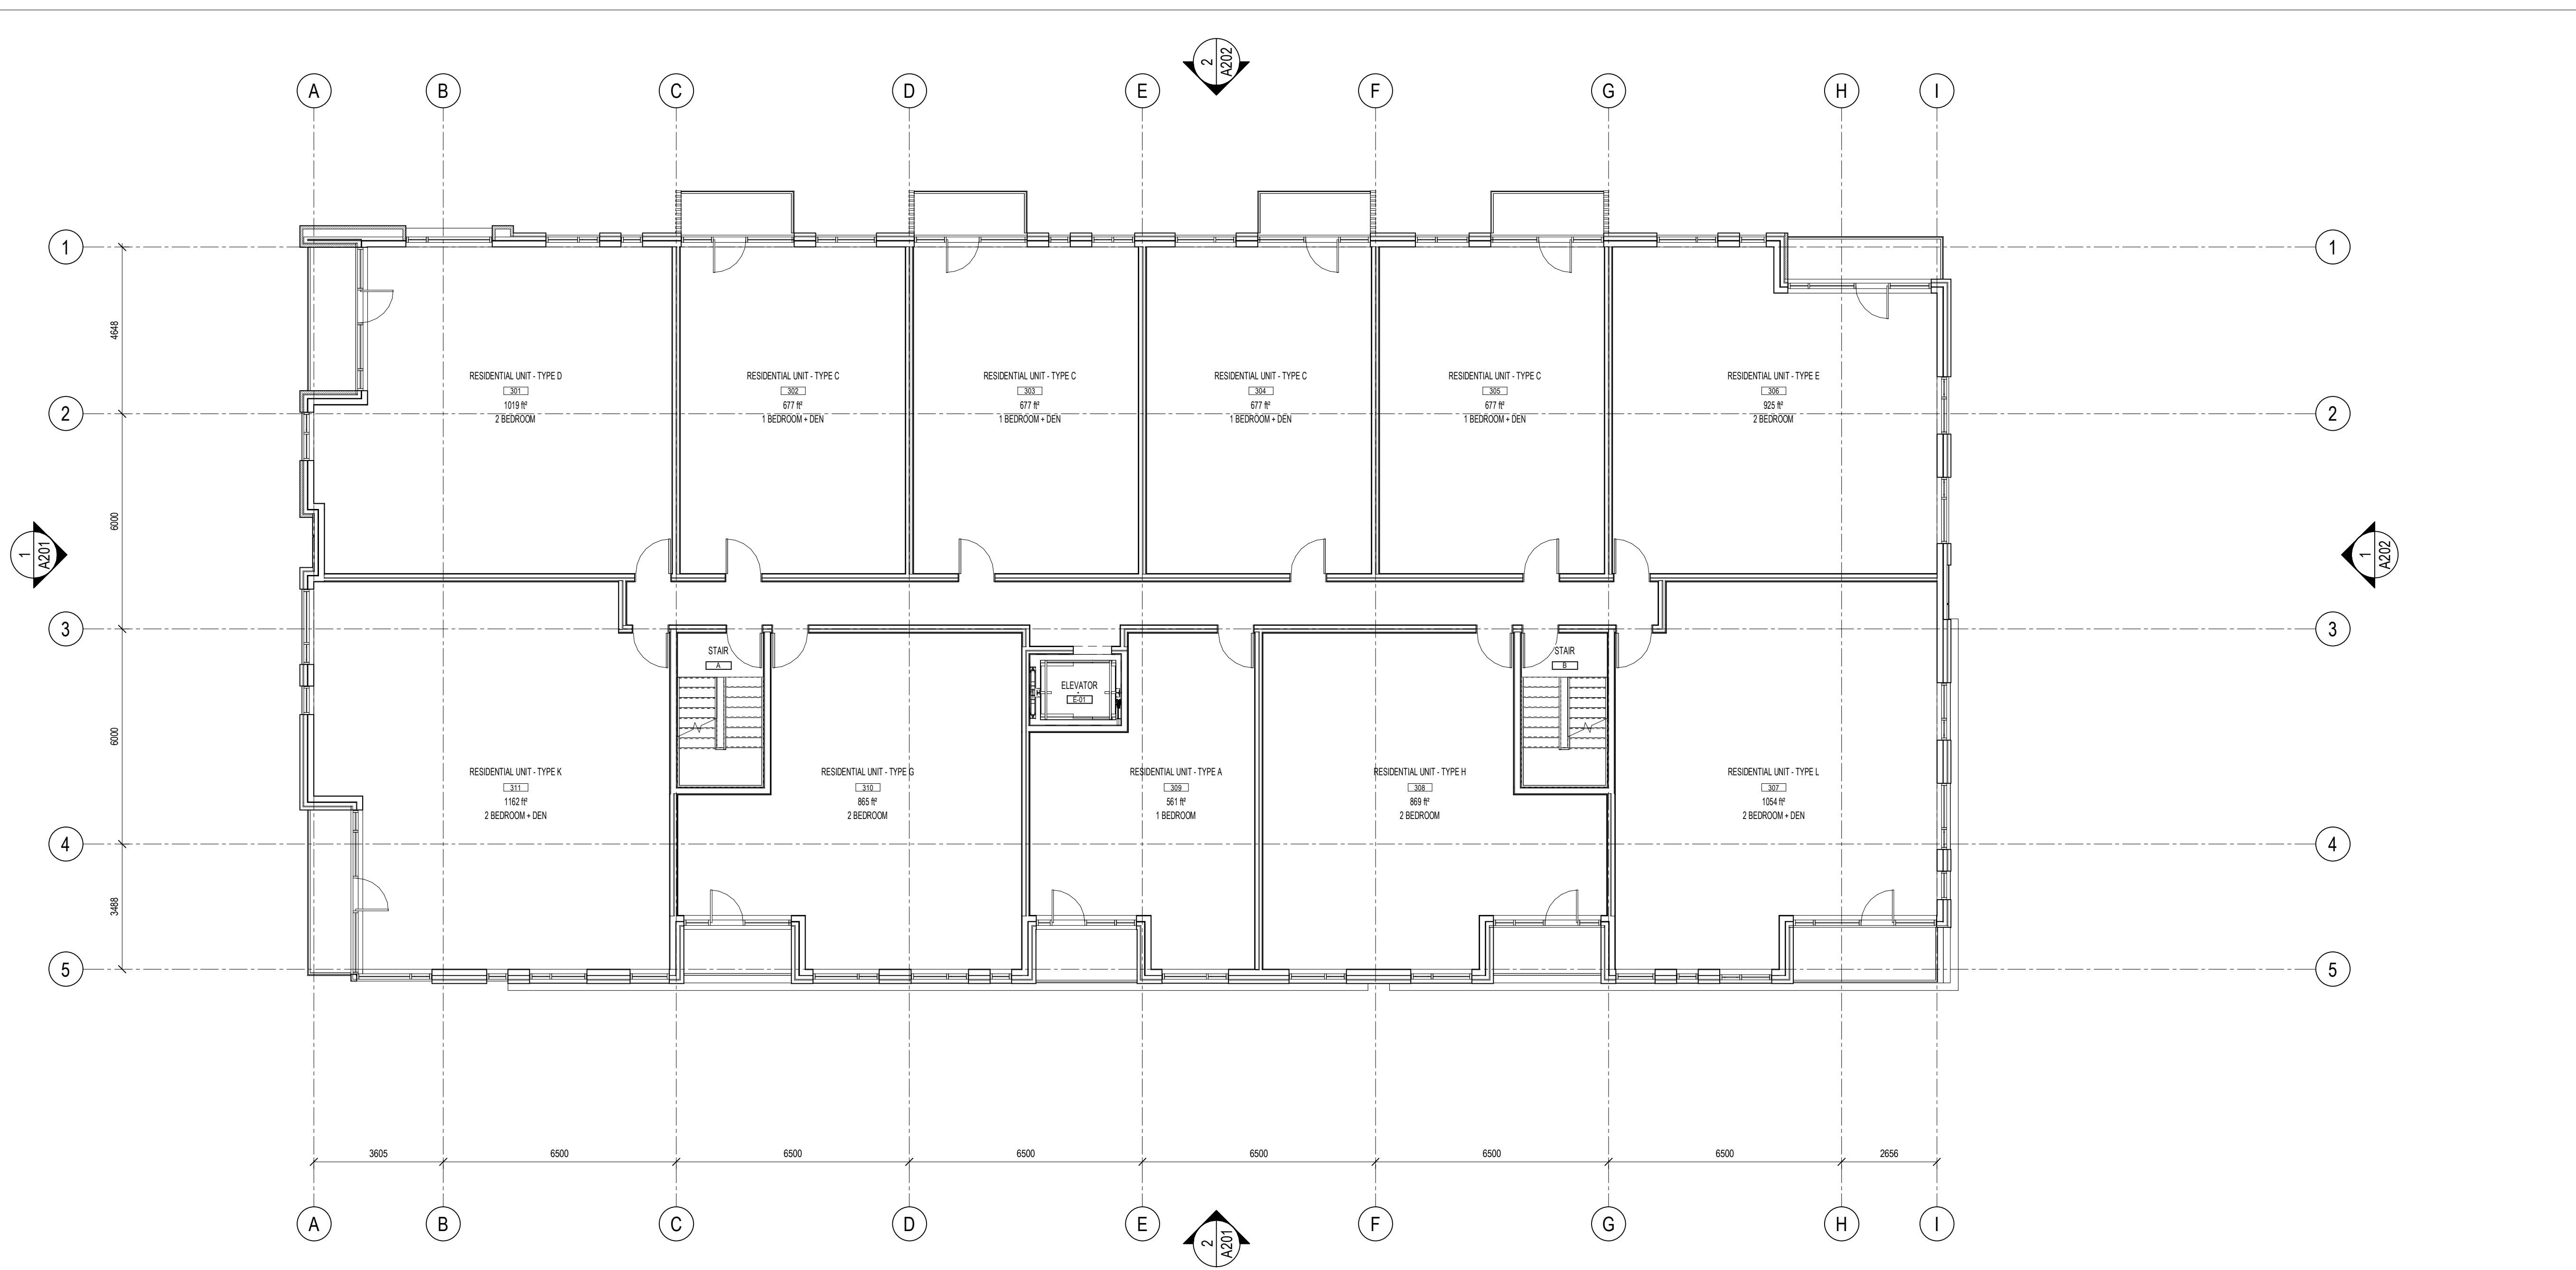 2
A202
A
B
C
D
E
F
G
H
I
1
1
4648
RESIDENTIAL UNIT - TYPE D
301
1019 ft²
2 BEDROOM
RESIDENTIAL UNIT - TYPE C
302
677 ft²
1 BEDROOM + DEN
RESIDENTIAL UNIT - TYPE C
303
677 ft²
1 BEDROOM + DEN
RESIDENTIAL UNIT - TYPE C
304
677 ft²
1 BEDROOM + DEN
RESIDENTIAL UNIT - TYPE C
305
677 ft²
1 BEDROOM + DEN
RESIDENTIAL UNIT - TYPE E
306
925 ft²
2 BEDROOM
2
2
6000
1
A201
1
A202
3
3
STAIR
A
ELEVATOR
E-01
STAIR
B
6000
RESIDENTIAL UNIT - TYPE K
311
1162 ft²
2 BEDROOM + DEN
RESIDENTIAL UNIT - TYPE G
310
865 ft²
2 BEDROOM
RESIDENTIAL UNIT - TYPE A
309
561 ft²
1 BEDROOM
RESIDENTIAL UNIT - TYPE H
308
869 ft²
2 BEDROOM
RESIDENTIAL UNIT - TYPE L
307
1054 ft²
2 BEDROOM + DEN
4
4
3488
5
5
3605
6500
6500
6500
6500
6500
6500
2656
A
B
C
D
E
F
G
H
I
2
A201